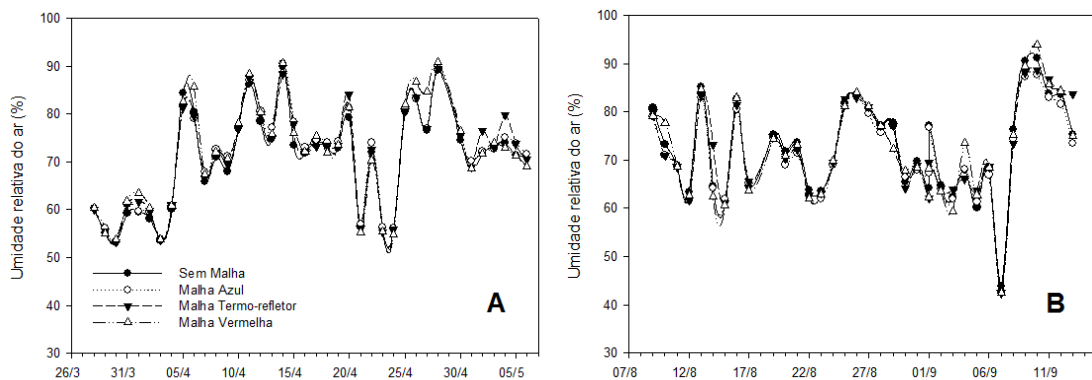 Umidade relativa do ar (%)
100
90
80
70
60
50
40
30
Sem Malha
Malha Azul
Malha Termo-refletor
Malha Vermelha
A
26/3 31/3 05/4 10/4 15/4 20/4 25/4 30/4 05/5
Umidade relativa do ar (%)
100
90
80
70
60
50
40
30
B
07/8 12/8 17/8 22/8 27/8 01/9 06/9 11/9